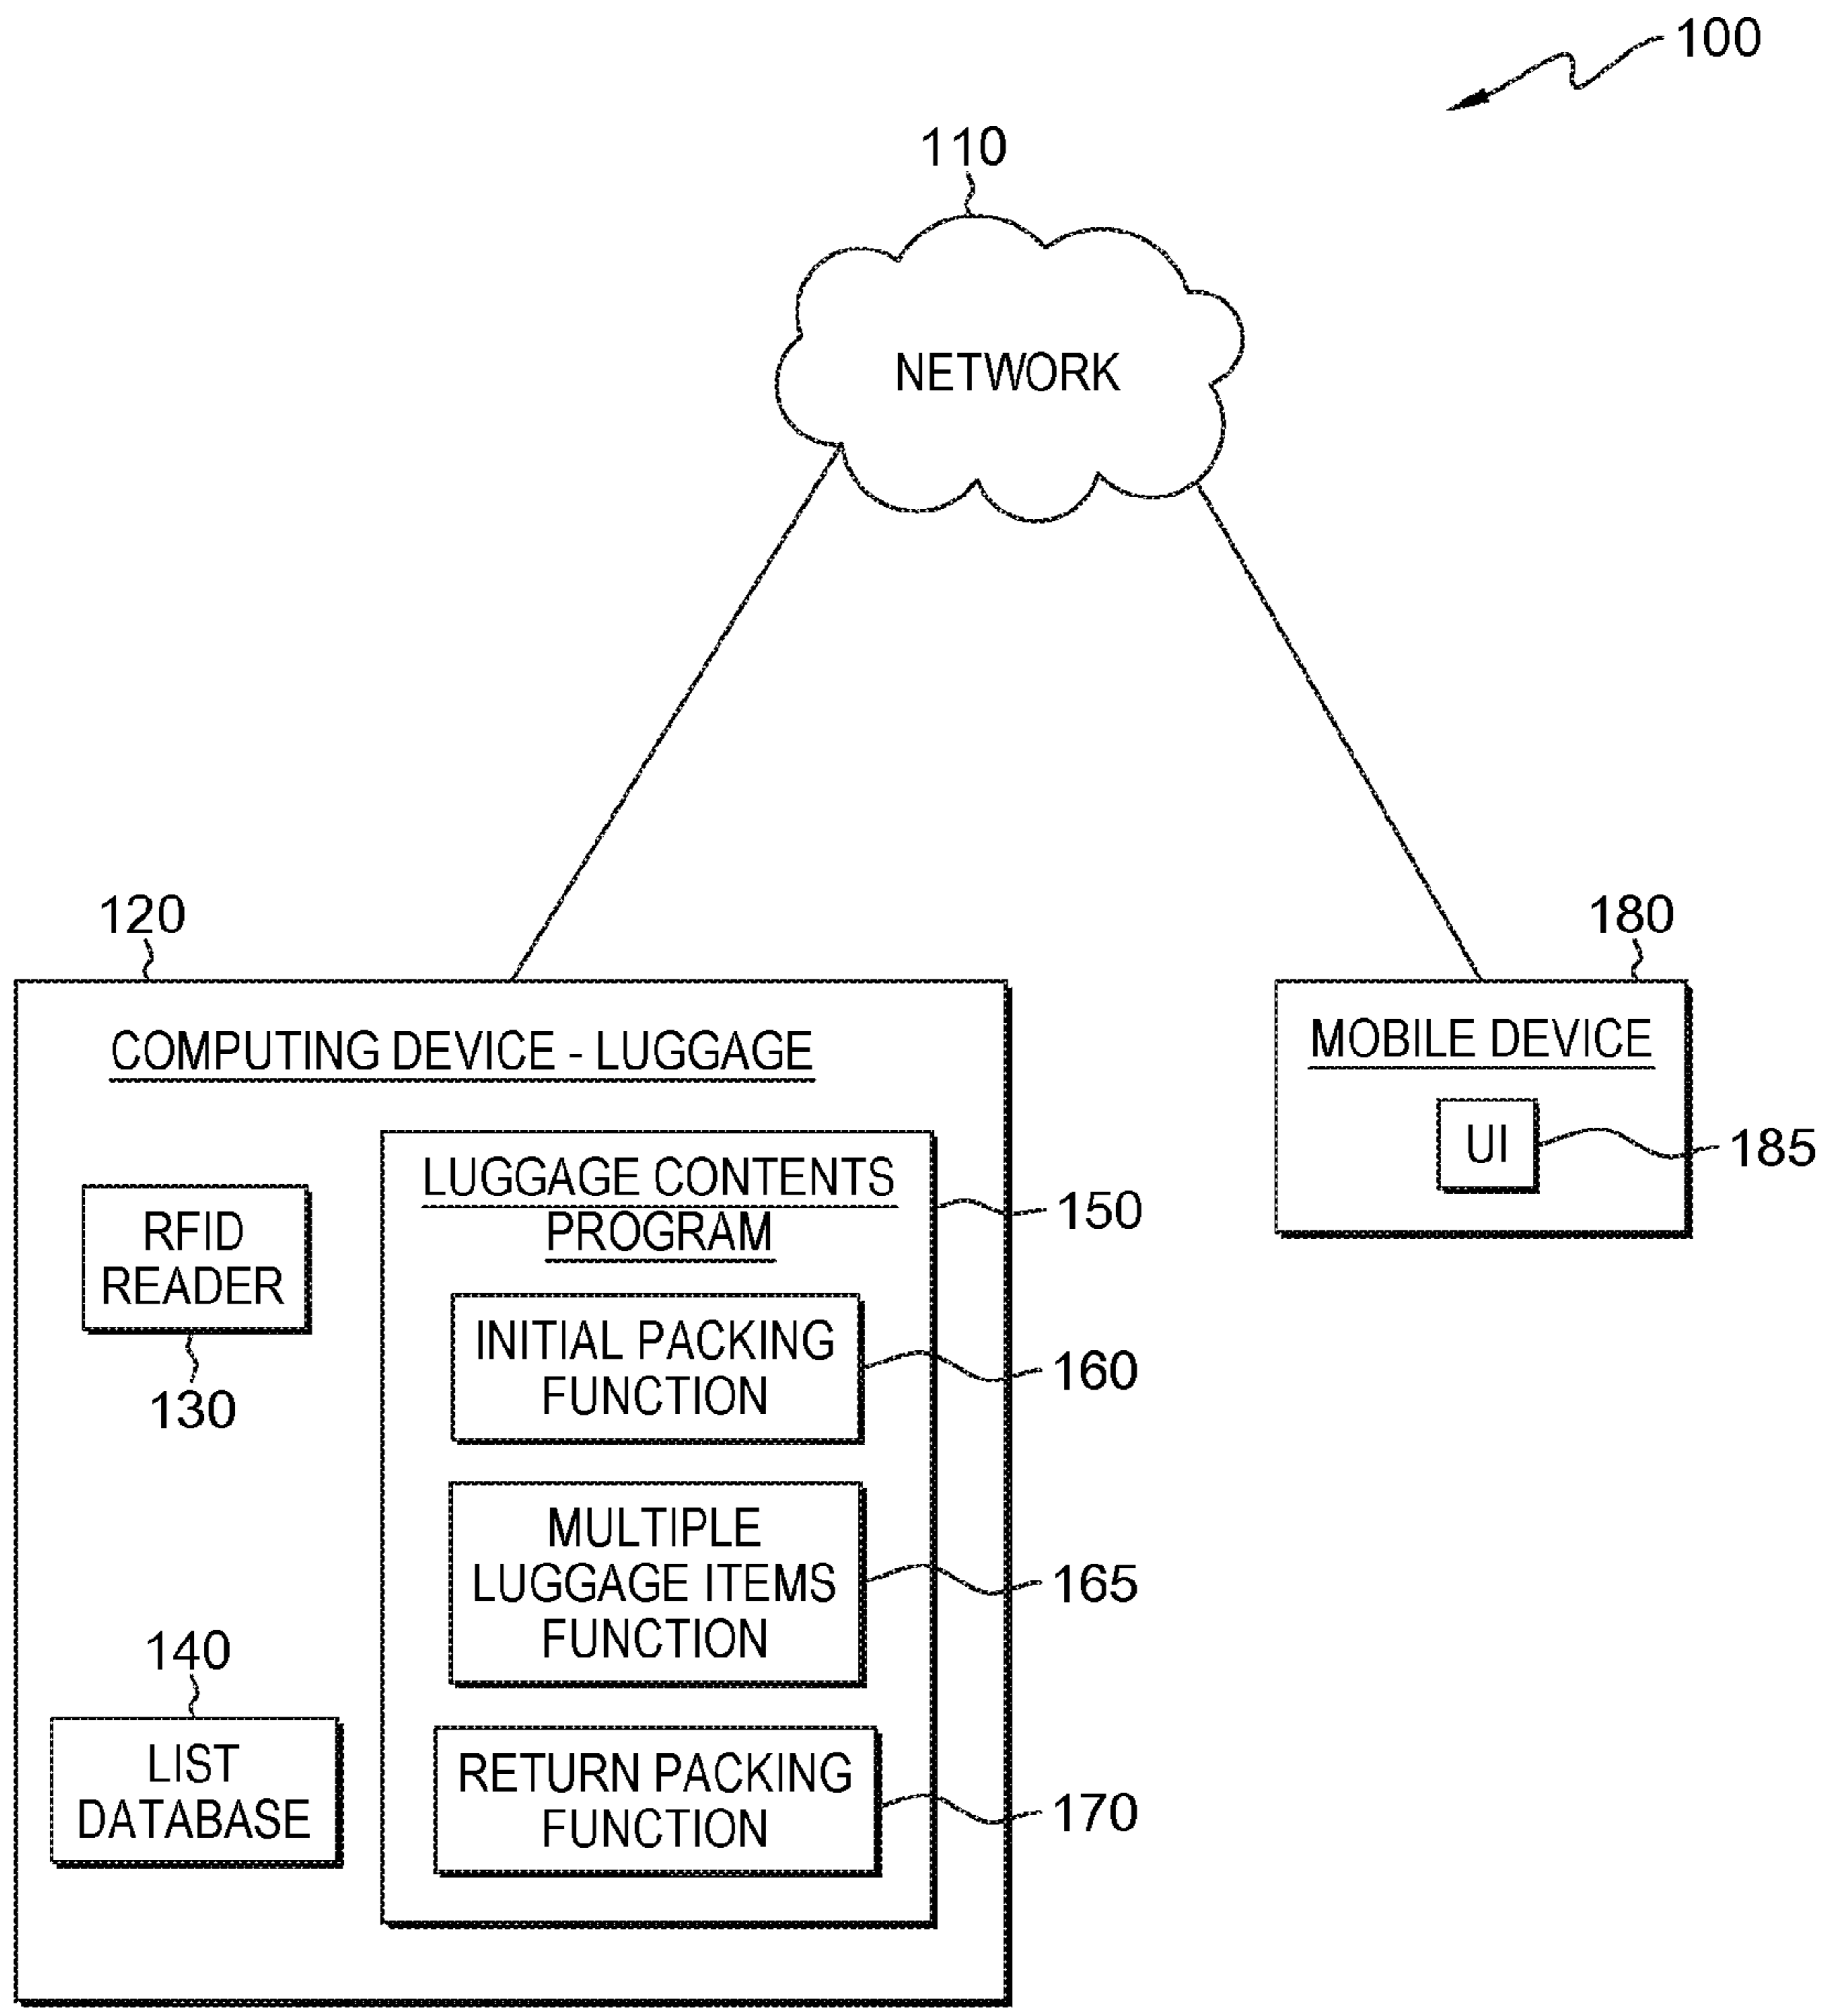 100
110
NETWORK
120
COMPUTING DEVICE - LUGGAGE
RFID
READER
130
140
LIST
DATABASE
LUGGAGE CONTENTS
PROGRAM
150
INITIAL PACKING
FUNCTION
160
MULTIPLE
LUGGAGE ITEMS
FUNCTION
165
RETURN PACKING
FUNCTION
170
180
MOBILE DEVICE
UI
185